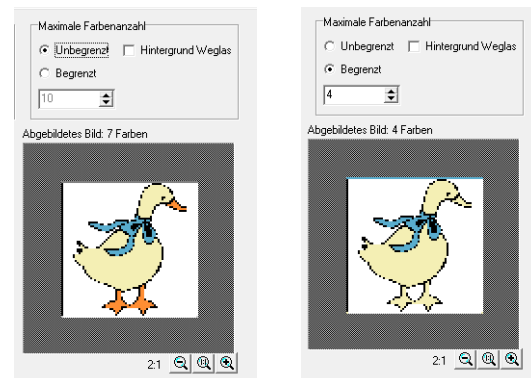 Maximale Farbenanzahl
Unbegrenzt Hintergrund Weglas
Begrenzt
10
Abgebildetes Bild: 7 Farben
2:1
Maximale Farbenanzahl
Unbegrenzt Hintergrund Weglas
Begrenzt
4
Abgebildetes Bild: 4 Farben
2:1